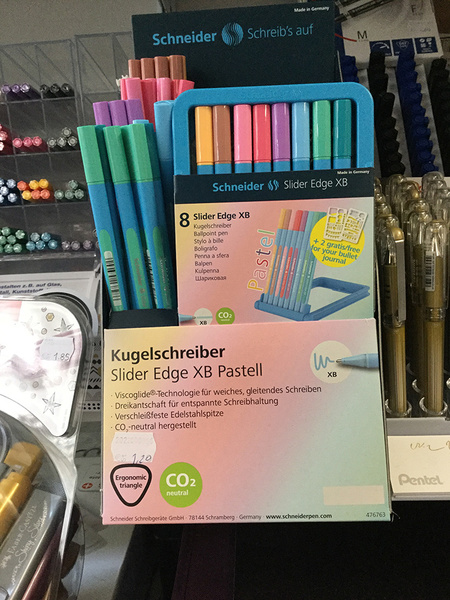 Made in Germany
Schneider Schreib's auf
M
Made in Germany
Schneider Slider Edge XB
8 Slider Edge XB
Kugelschreiber
Ballpoint pen
Stylo à bille
Bolígrafo
Penna a sfera
Balpen
Kulpenna
Шариковая
Pastel
+ 2 gratis/free
for your bullet
journal
XB
CO2
Kugelschreiber
Slider Edge XB Pastell
XB
· Viscoglide®-Technologie für weiches, gleitendes Schreiben
· Dreikantschaft für entspannte Schreibhaltung
· Verschleißfeste Edelstahlspitze
· CO2-neutral hergestellt
1,20
Ergonomic
triangle
CO2
neutral
Schneider Schreibgeräte GmbH · 78144 Schramberg · Germany · www.schneiderpen.com 476763
1,85
Pentel